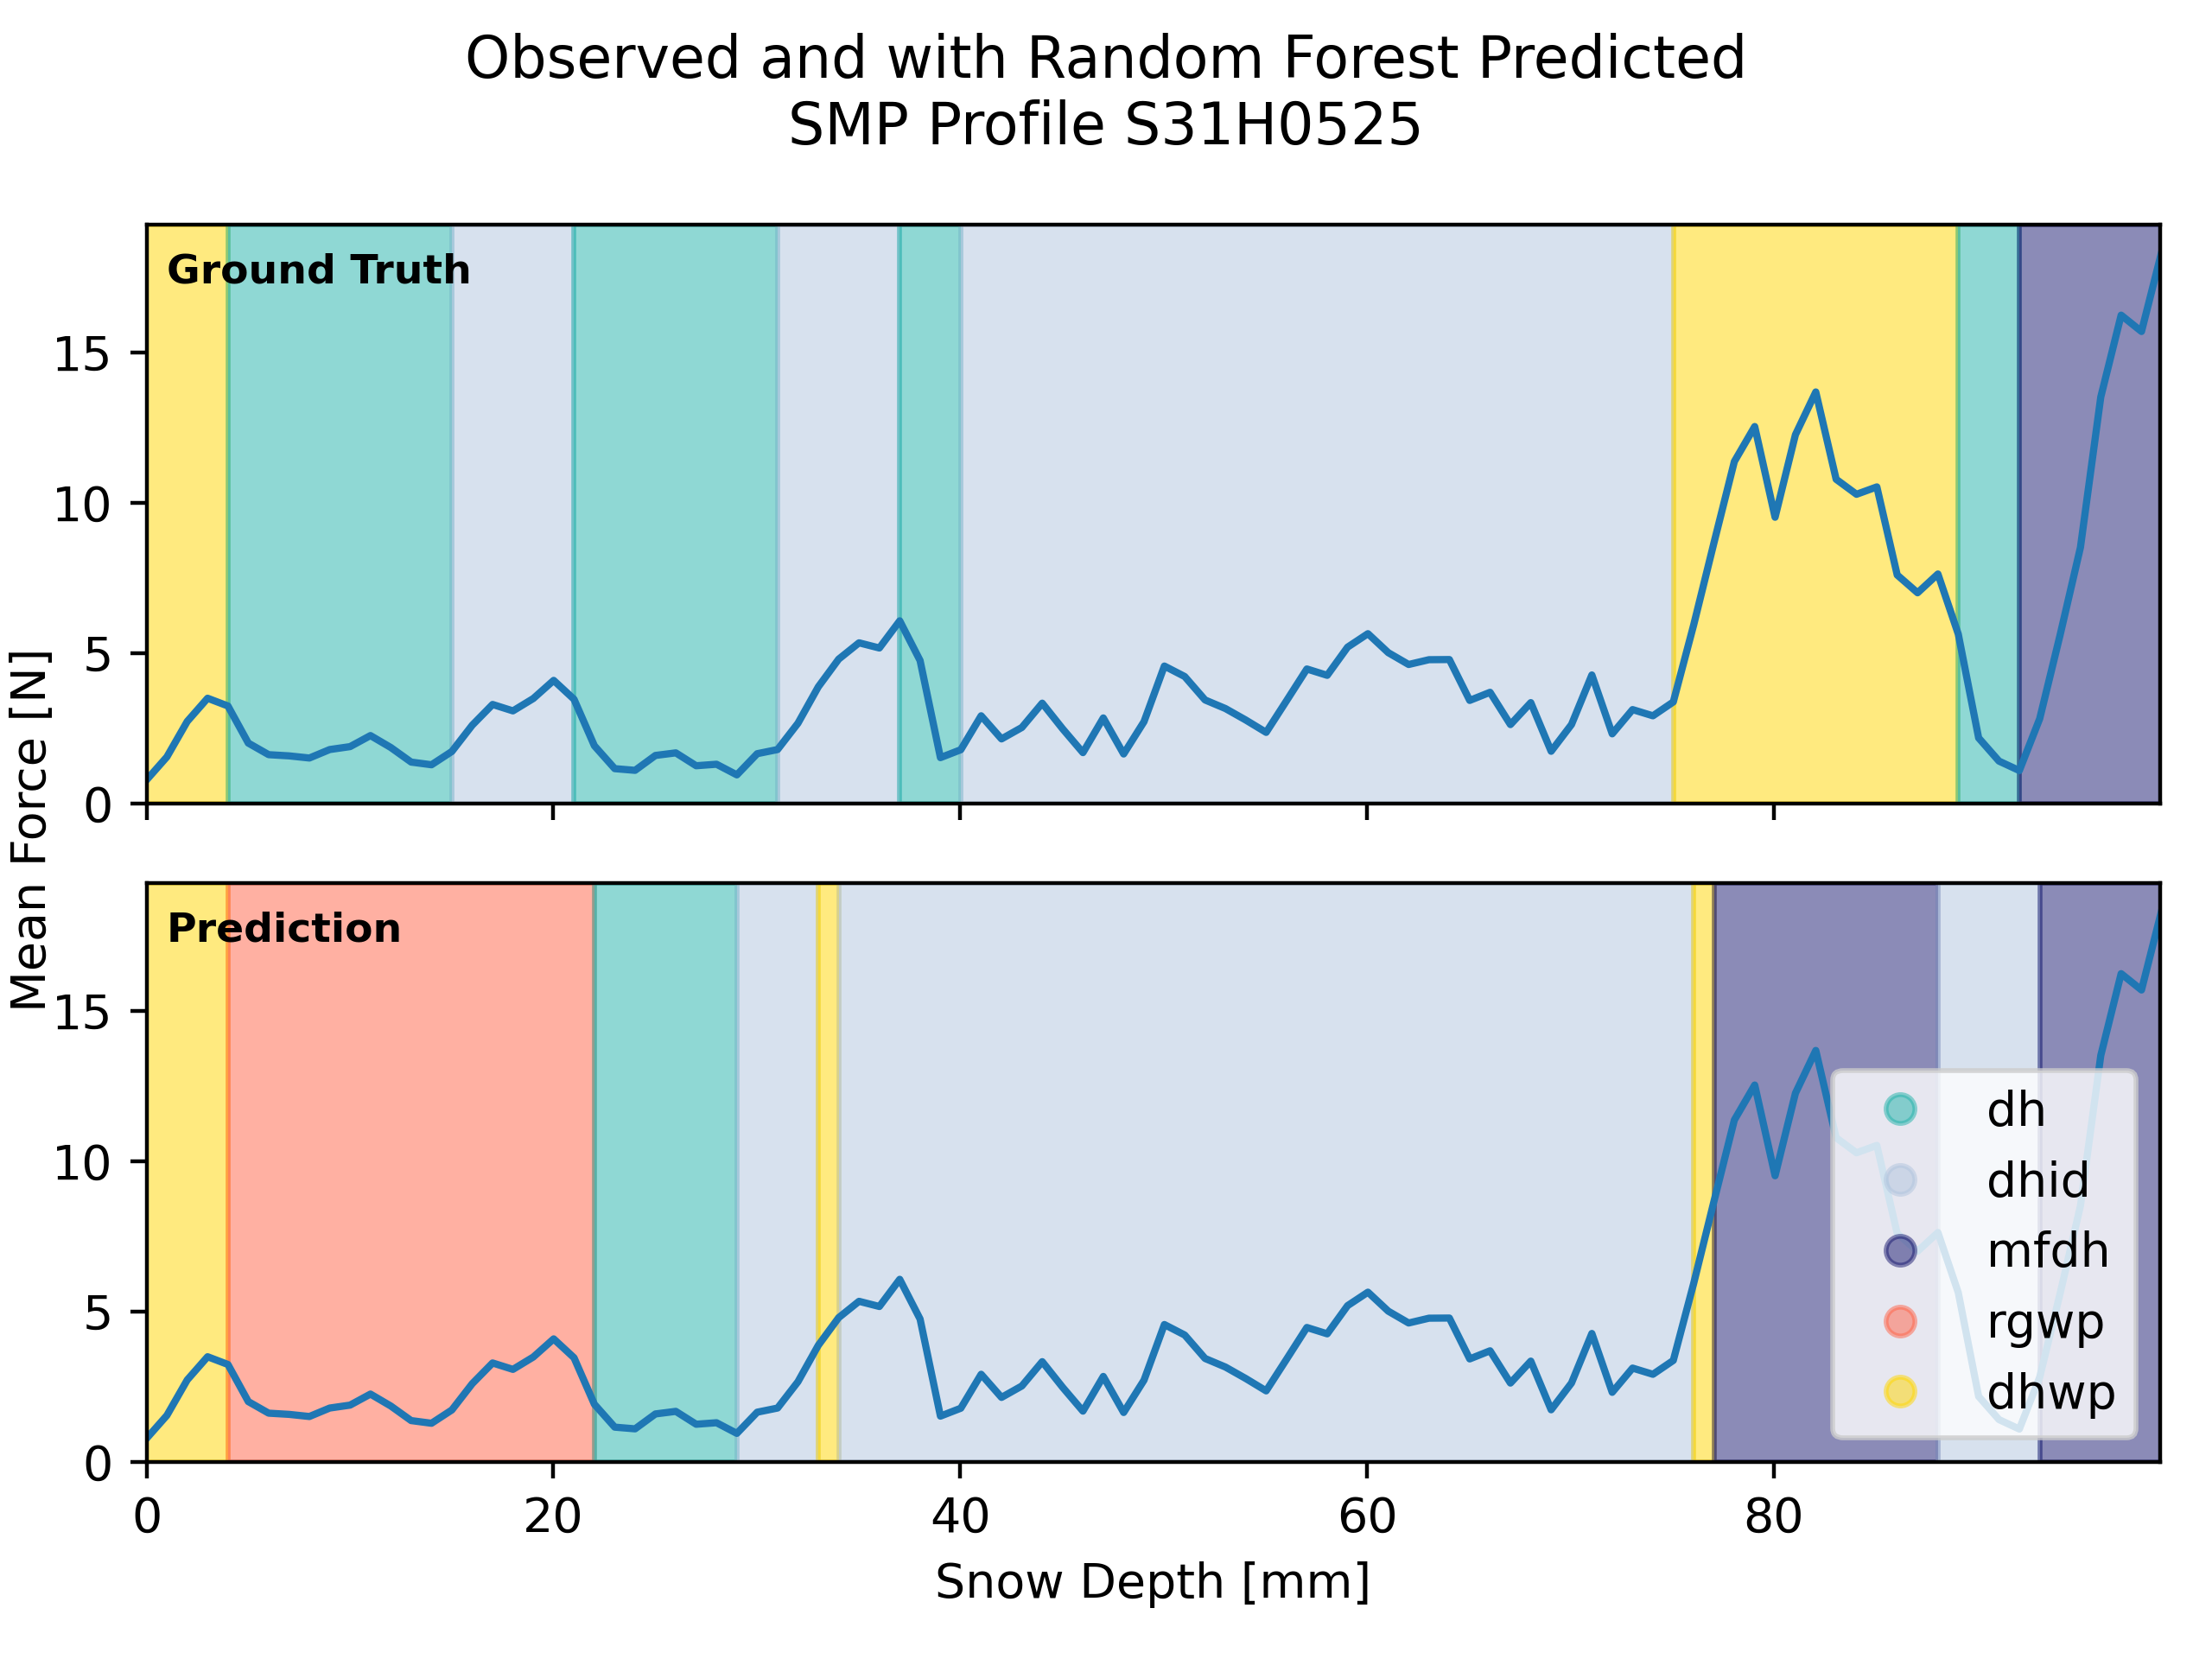 Observed and with Random Forest Predicted
SMP Profile S31H0525
Ground Truth
15
10
5
0
Mean Force [N]
Prediction
15
10
5
0
dh
dhid
mfdh
rgwp
dhwp
0 20 40 60 80
Snow Depth [mm]